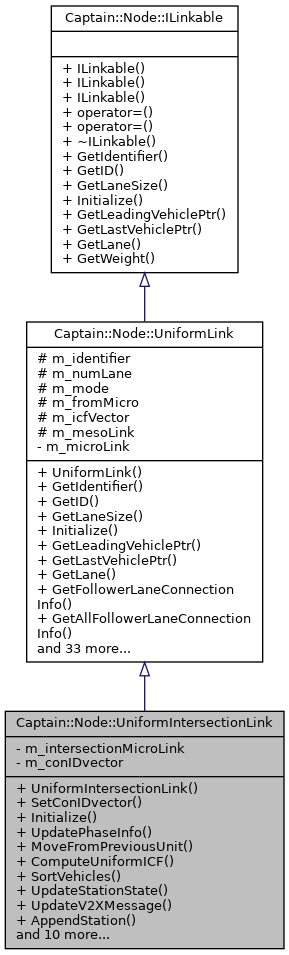 Captain::Node::ILinkable
+ ILinkable()
+ ILinkable()
+ ILinkable()
+ operator=()
+ operator=()
+ ~ILinkable()
+ GetIdentifier()
+ GetID()
+ GetLaneSize()
+ Initialize()
+ GetLeadingVehiclePtr()
+ GetLastVehiclePtr()
+ GetLane()
+ GetWeight()
Captain::Node::UniformLink
# m_identifier
# m_numLane
# m_mode
# m_fromMicro
# m_icfVector
# m_mesoLink
- m_microLink
+ UniformLink()
+ GetIdentifier()
+ GetID()
+ GetLaneSize()
+ Initialize()
+ GetLeadingVehiclePtr()
+ GetLastVehiclePtr()
+ GetLane()
+ GetFollowerLaneConnection
Info()
+ GetAllFollowerLaneConnection
Info()
and 33 more...
Captain::Node::UniformIntersectionLink
- m_intersectionMicroLink
- m_conIDvector
+ UniformIntersectionLink()
+ SetConIDvector()
+ Initialize()
+ UpdatePhaseInfo()
+ MoveFromPreviousUnit()
+ ComputeUniformICF()
+ SortVehicles()
+ UpdateStationState()
+ UpdateV2XMessage()
+ AppendStation()
and 10 more...